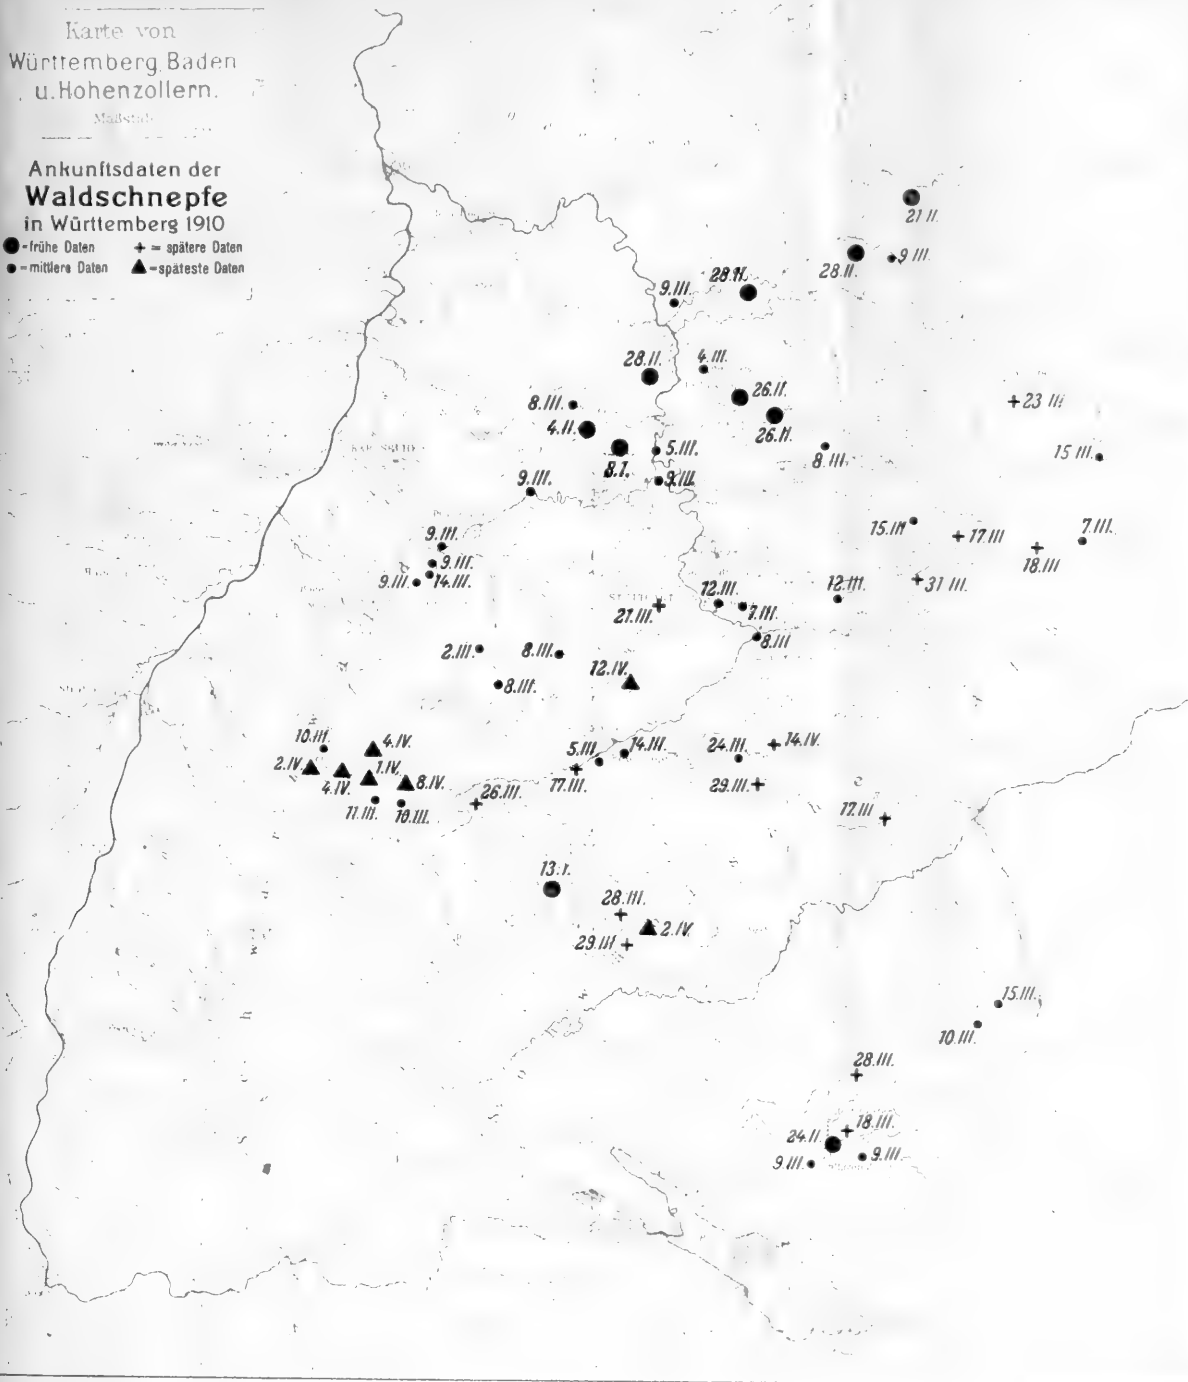 Karte von
Württemberg, Baden
u. Hohenzollern.
Maßstab
Ankunftsdaten der
Waldschnepfe
in Württemberg 1910
●-frühe Daten + = spätere Daten
•-mittlere Daten ▲-späteste Daten
21 II.
28.II.
9 III.
28.II.
9.III.
28.II.
4.III.
26.II.
26.II.
8.III.
4.II.
8.I.
5.III.
9.III.
8.III.
23 III
15 III.
9.III.
15.III
17.III
18.III
7.III.
31 III.
9.III.
9.III.
9.III.
14.III.
12.III.
12.III.
7.III.
8.III
21.III.
2.III.
8.III.
8.III.
12.IV.
10.III.
4.IV.
2.IV.
4.IV.
1.IV.
8.IV.
11.III.
10.III.
26.III.
5.III.
14.III.
17.III.
24.III.
14.IV.
29.III.
17.III
13.I.
28.III.
2.IV.
29.III
15.III.
10.III.
28.III.
18.III.
24.II.
9.III.
9.III.